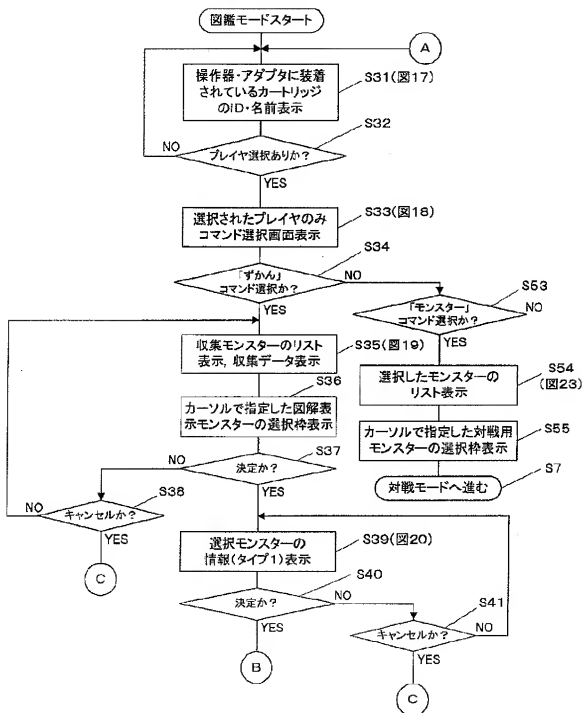 図鑑モードスタート
A
操作器・アダプタに装着
されているカートリッジ
のID・名前表示
S31(図17)
S32
NO
プレイヤ選択ありか?
YES
選択されたプレイヤのみ
コマンド選択画面表示
S33(図18)
S34
「ずかん」
コマンド選択か?
NO
YES
S53
「モンスター」
コマンド選択か?
NO
YES
収集モンスターのリスト
表示, 収集データ表示
S35(図19)
S54
(図23)
選択したモンスターの
リスト表示
S36
カーソルで指定した図解表
示モンスターの選択枠表示
S55
カーソルで指定した対戦用
モンスターの選択枠表示
S37
NO
決定か?
YES
S7
対戦モードへ進む
S38
NO
キャンセルか?
YES
C
選択モンスターの
情報(タイプ1)表示
S39(図20)
S40
決定か?
NO
YES
S41
キャンセルか?
NO
YES
B
C